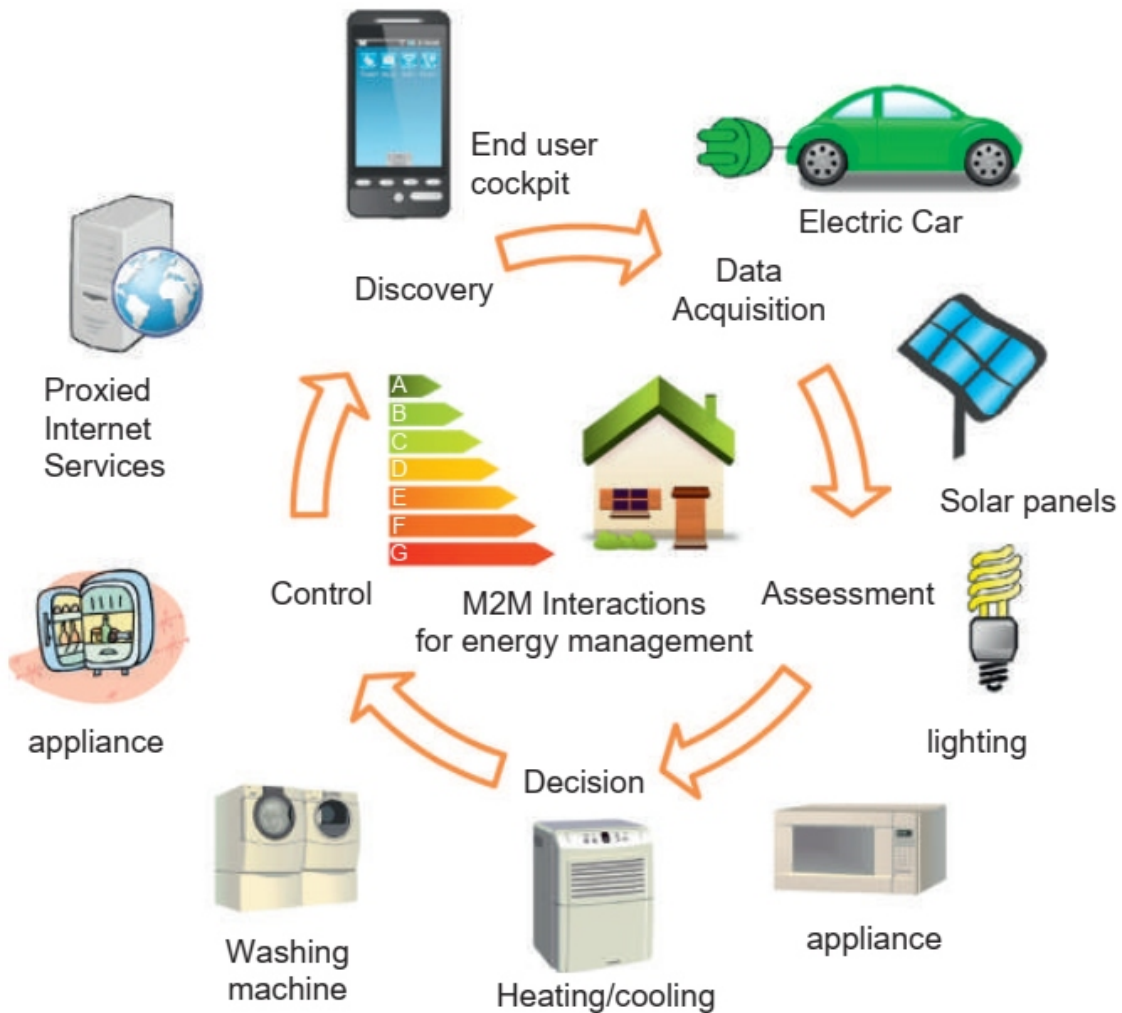 End user
cockpit
Electric Car
Discovery
Data
Acquisition
Proxied
Internet
Services
A
B
C
D
E
F
G
Solar panels
Control
M2M Interactions
for energy management
Assessment
appliance
lighting
Decision
Washing
machine
Heating/cooling
appliance